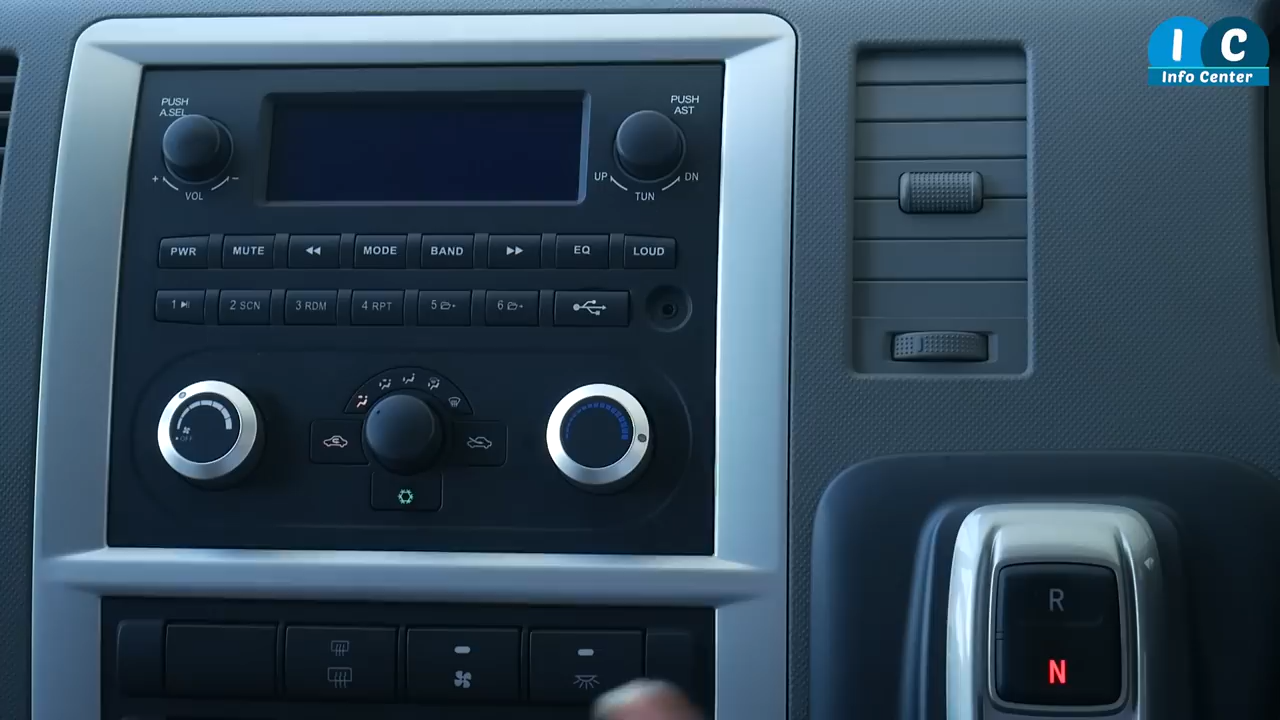 I C
Info Center
PUSH
A.SEL
+ VOL -
PUSH
AST
UP TUN DN
PWR MUTE MODE BAND EQ LOUD
1 2 SCN 3 RDM 4 RPT 5 6
OFF
R
N